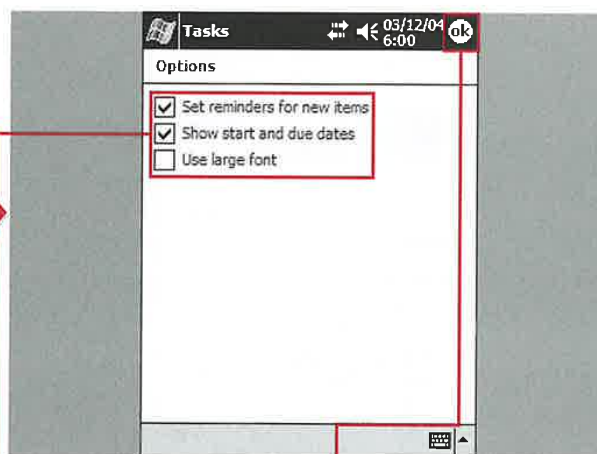 Tasks
03/12/04
6:00
ok
Options
Set reminders for new items
Show start and due dates
Use large font